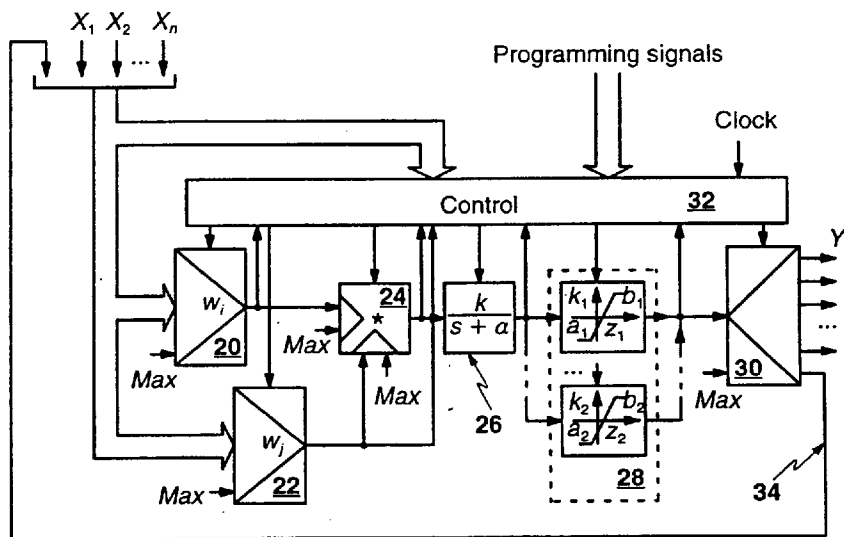 X1 X2 ... Xn
Programming signals
Clock
Control 32
Y
wi
20
Max
* 24
Max
Max
k
s + a
26
k1 b1
a1 z1
...
k2 b2
a2 z2
28
30
Max
...
wj
22
Max
34